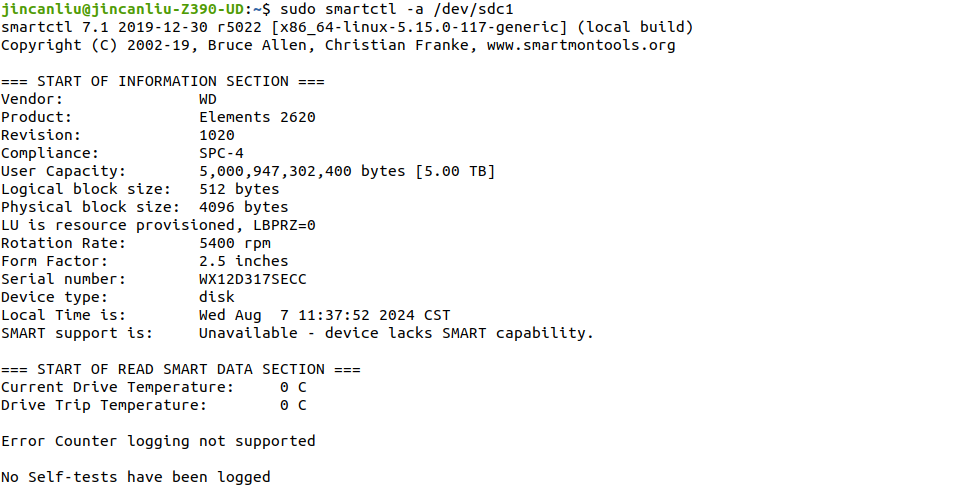 jincanliu@jincanliu-Z390-UD:~$ sudo smartctl -a /dev/sdc1
smartctl 7.1 2019-12-30 r5022 [x86_64-linux-5.15.0-117-generic] (local build)
Copyright (C) 2002-19, Bruce Allen, Christian Franke, www.smartmontools.org

=== START OF INFORMATION SECTION ===
Vendor:               WD
Product:              Elements 2620
Revision:             1020
Compliance:           SPC-4
User Capacity:        5,000,947,302,400 bytes [5.00 TB]
Logical block size:   512 bytes
Physical block size:  4096 bytes
LU is resource provisioned, LBPRZ=0
Rotation Rate:        5400 rpm
Form Factor:          2.5 inches
Serial number:        WX12D317SECC
Device type:          disk
Local Time is:        Wed Aug  7 11:37:52 2024 CST
SMART support is:     Unavailable - device lacks SMART capability.

=== START OF READ SMART DATA SECTION ===
Current Drive Temperature:     0 C
Drive Trip Temperature:        0 C

Error Counter logging not supported

No Self-tests have been logged